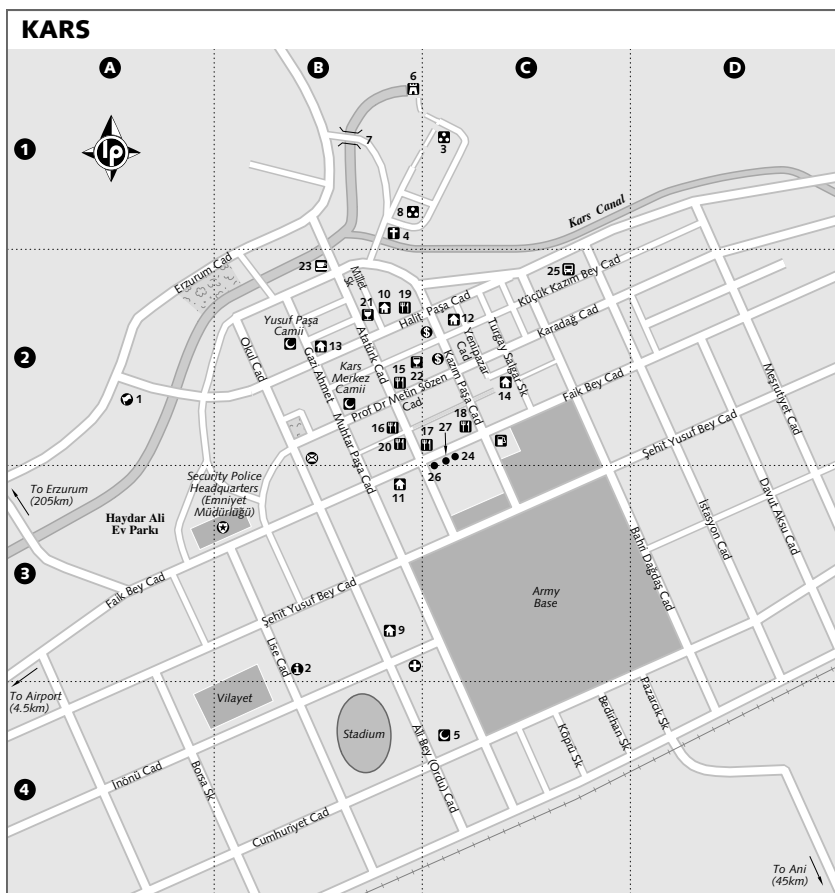 KARS
A
B
C
D
1
2
3
4
lp
6
7
3
8
4
Kars Canal
Erzurum Cad
23
Millet
Sk
25
Küçük Kazım Bey Cad
10
19
21
Halit Paşa Cad
12
Yusuf Paşa
Camii
13
$
Karadağ Cad
Yenipazar
Cad
Turgay Salgar Sk
Okul Cad
Gazi Ahmet
Muhtar Paşa Cad
Atatürk Cad
Kars
Merkez
Camii
15
22
$
Kazım Paşa Cad
14
Prof Dr Metin Sözen
Cad
Faik Bey Cad
Meşrutiyet Cad
1
16
17
18
27
20
24
26
Şehit Yusuf Bey Cad
To Erzurum
(205km)
Security Police
Headquarters
(Emniyet
Müdürlüğü)
11
Haydar Ali
Ev Parkı
Faik Bey Cad
Şehit Yusuf Bey Cad
Army
Base
Bahri Dağdaş Cad
İstasyon Cad
Davut Aksu Cad
9
Lise Cad
i
2
To Airport
(4.5km)
Vilayet
Stadium
Ali Bey (Ordu) Cad
5
Köprü Sk
Bedirhan Sk
Pazarcık Sk
İnönü Cad
Borsa Sk
Cumhuriyet Cad
To Ani
(45km)